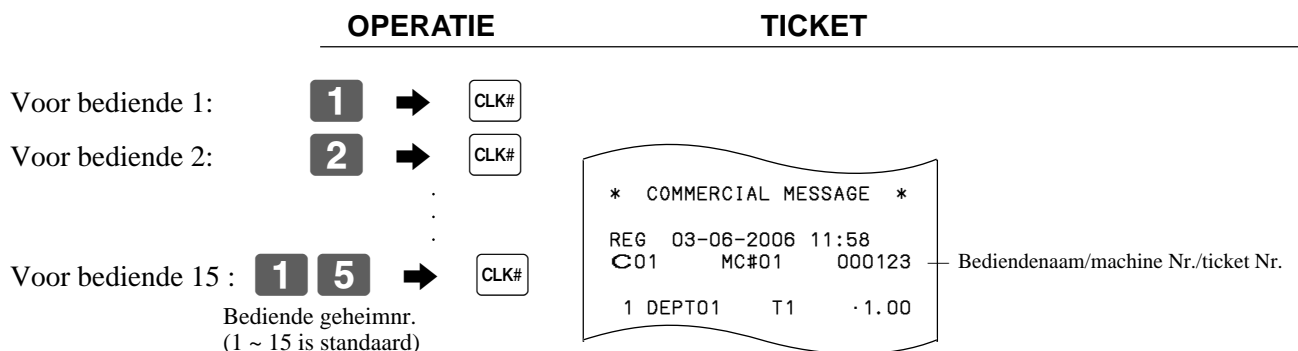 OPERATIE TICKET
Voor bediende 1: 1 CLK#
Voor bediende 2: 2 CLK#
.
.
.
Voor bediende 15 : 1 5 CLK#
Bediende geheimnr.
(1 ~ 15 is standaard)
* COMMERCIAL MESSAGE *
REG 03-06-2006 11:58
C01 MC#01 000123
Bediendenaam/machine Nr./ticket Nr.
1 DEPT01 T1 ·1.00